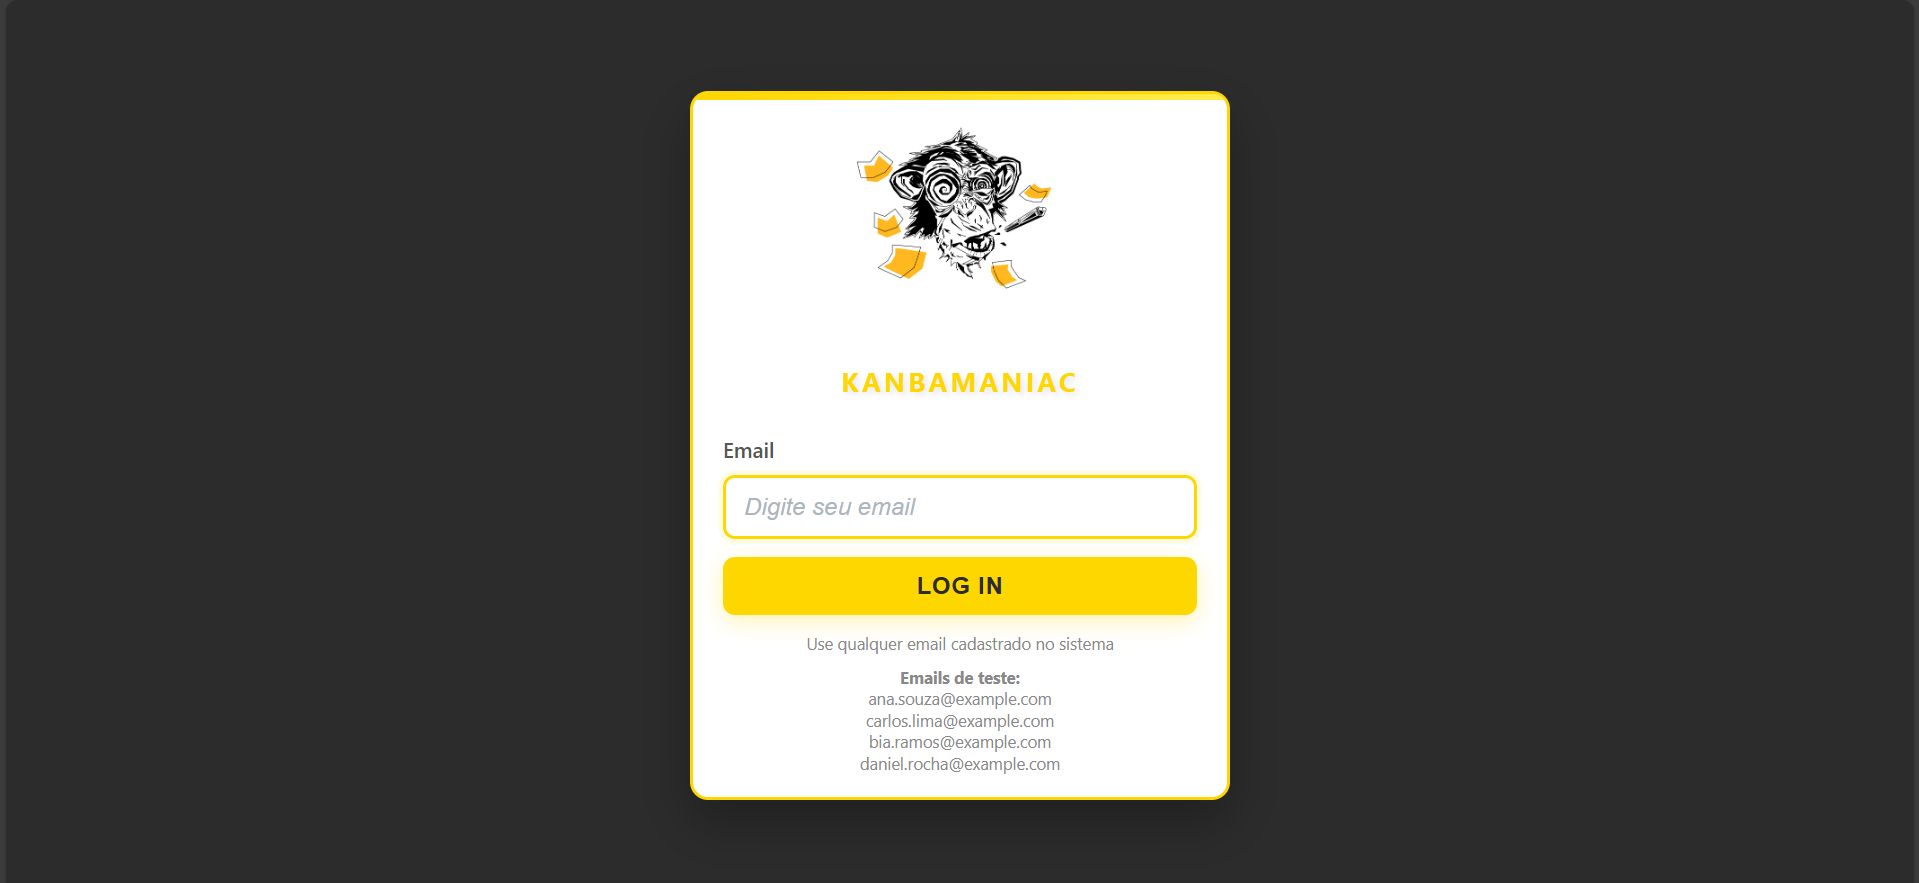 KANBAMANIAC
Email
Digite seu email
LOG IN
Use qualquer email cadastrado no sistema
Emails de teste:
ana.souza@example.com
carlos.lima@example.com
bia.ramos@example.com
daniel.rocha@example.com